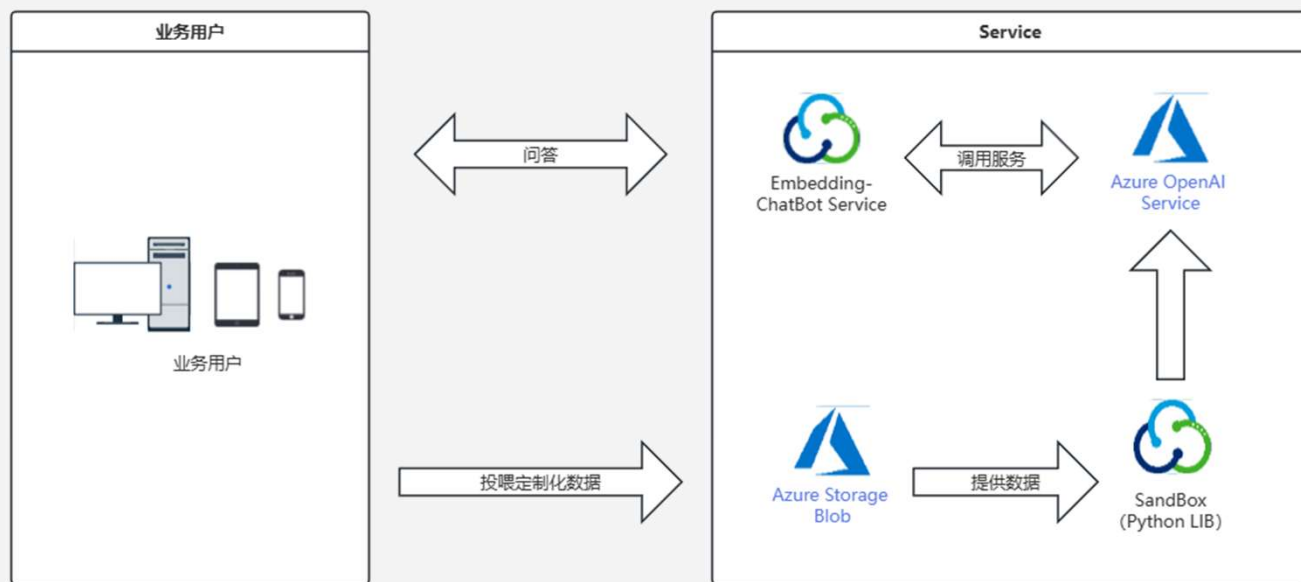 业务用户
Service
问答
Embedding-
ChatBot Service
调用服务
Azure OpenAI
Service
业务用户
投喂定制化数据
Azure Storage
Blob
提供数据
SandBox
(Python LIB)